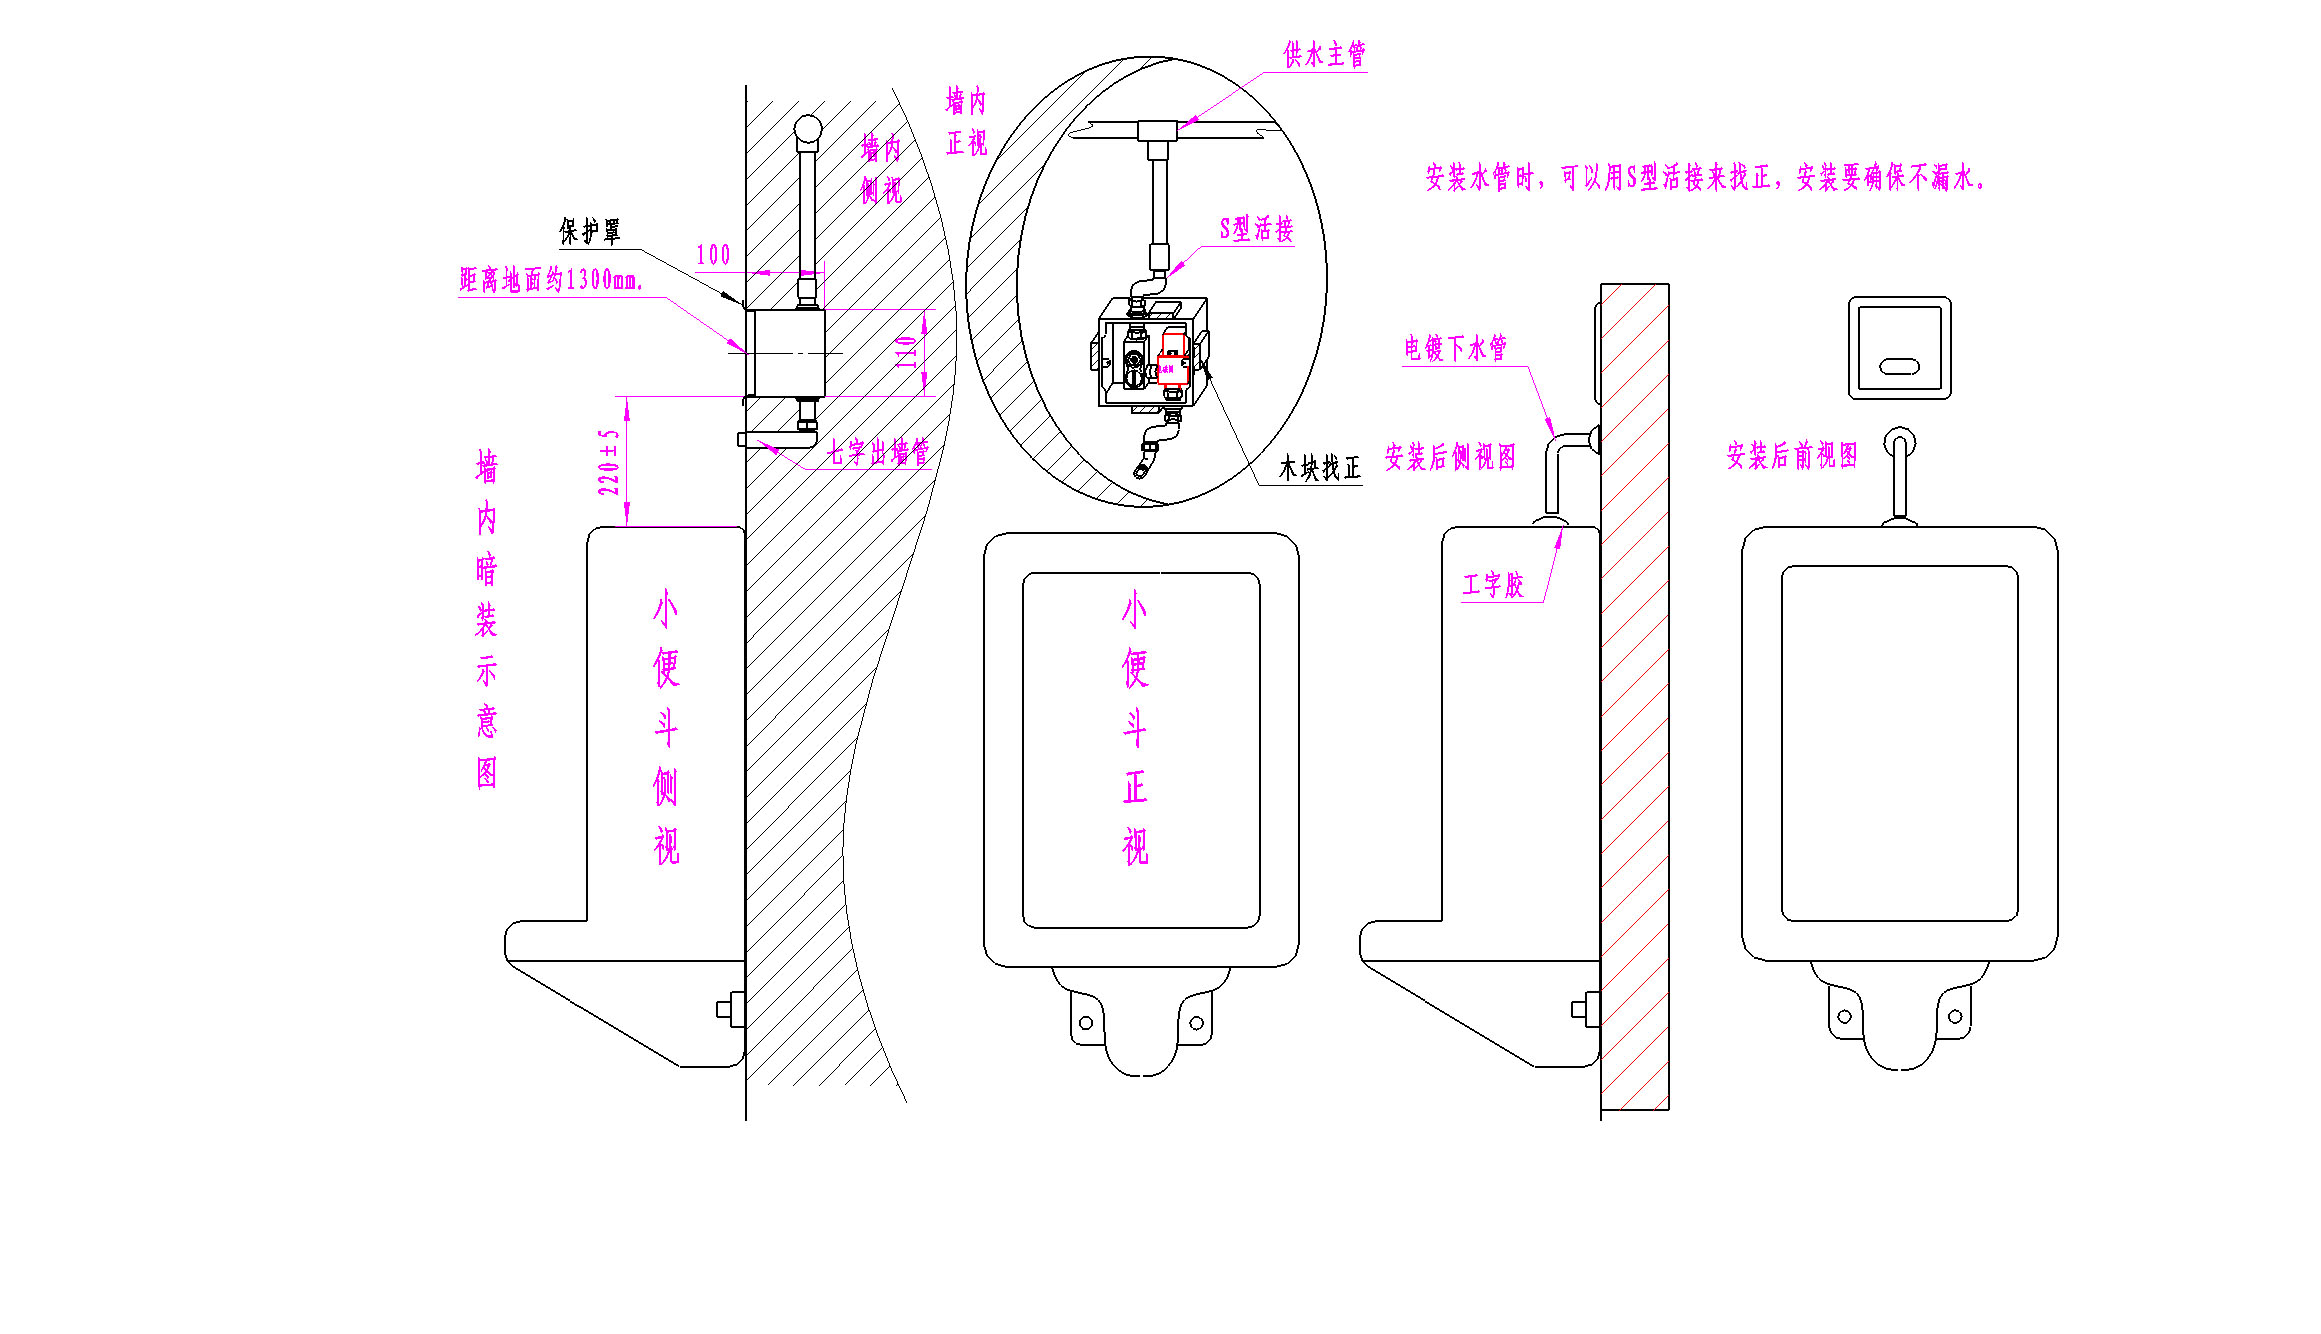 供水主管
墙内
正视
墙内
侧视
安装水管时，可以用S型活接来找正，安装要确保不漏水.
保护罩
S型活接
100
距离地面约1300mm.
110
电镀下水管
220±5
七字出墙管
木块找正
安装后侧视图
安装后前视图
墙内暗装示意图
工字胶
小便斗侧视
小便斗正视